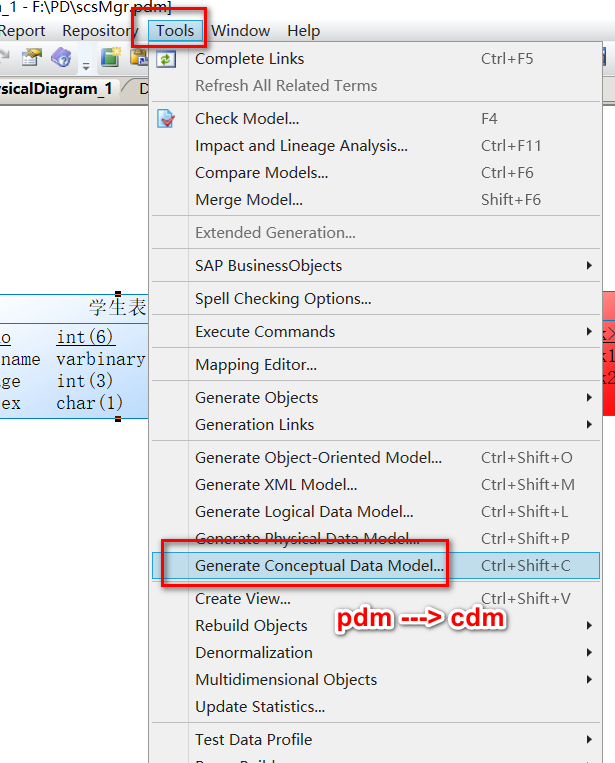 _1 - F:\PD\scsMgr.pdm]
Report Repository Tools Window Help
ysicalDiagram_1 D
Complete Links Ctrl+F5
Refresh All Related Terms
Check Model... F4
Impact and Lineage Analysis... Ctrl+F11
Compare Models... Ctrl+F6
Merge Model... Shift+F6
Extended Generation...
SAP BusinessObjects
Spell Checking Options...
Execute Commands
Mapping Editor...
Generate Objects
Generation Links
Generate Object-Oriented Model... Ctrl+Shift+O
Generate XML Model... Ctrl+Shift+M
Generate Logical Data Model... Ctrl+Shift+L
Generate Physical Data Model... Ctrl+Shift+P
Generate Conceptual Data Model... Ctrl+Shift+C
Create View... Ctrl+Shift+V
Rebuild Objects
Denormalization
Multidimensional Objects
Update Statistics...
Test Data Profile
pdm ---> cdm
学生表
o int(6)
name varbinary
ge int(3)
ex char(1)
k>
k1
k2